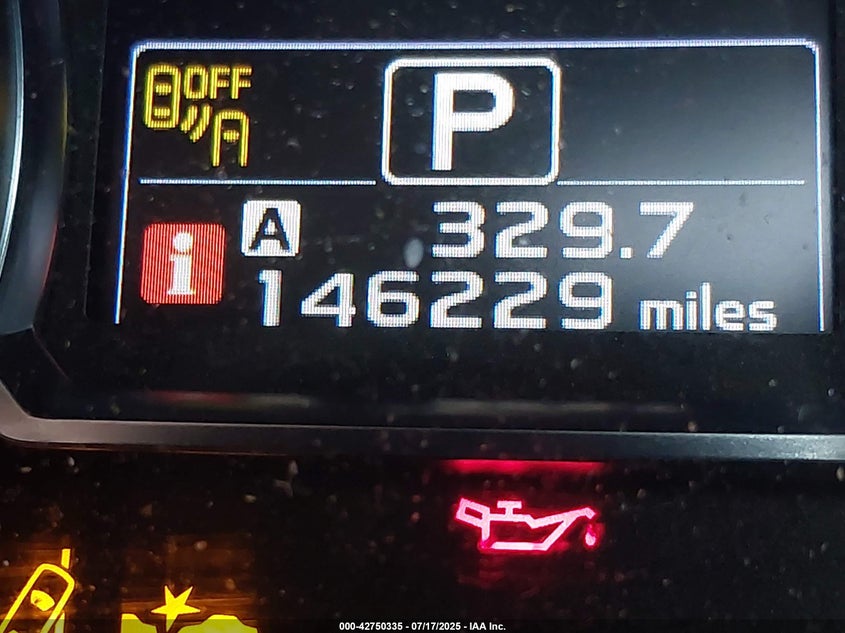 OFF
P
A 329.7
i
146229 miles
000-42750335 - 07/17/2025 - IAA Inc.